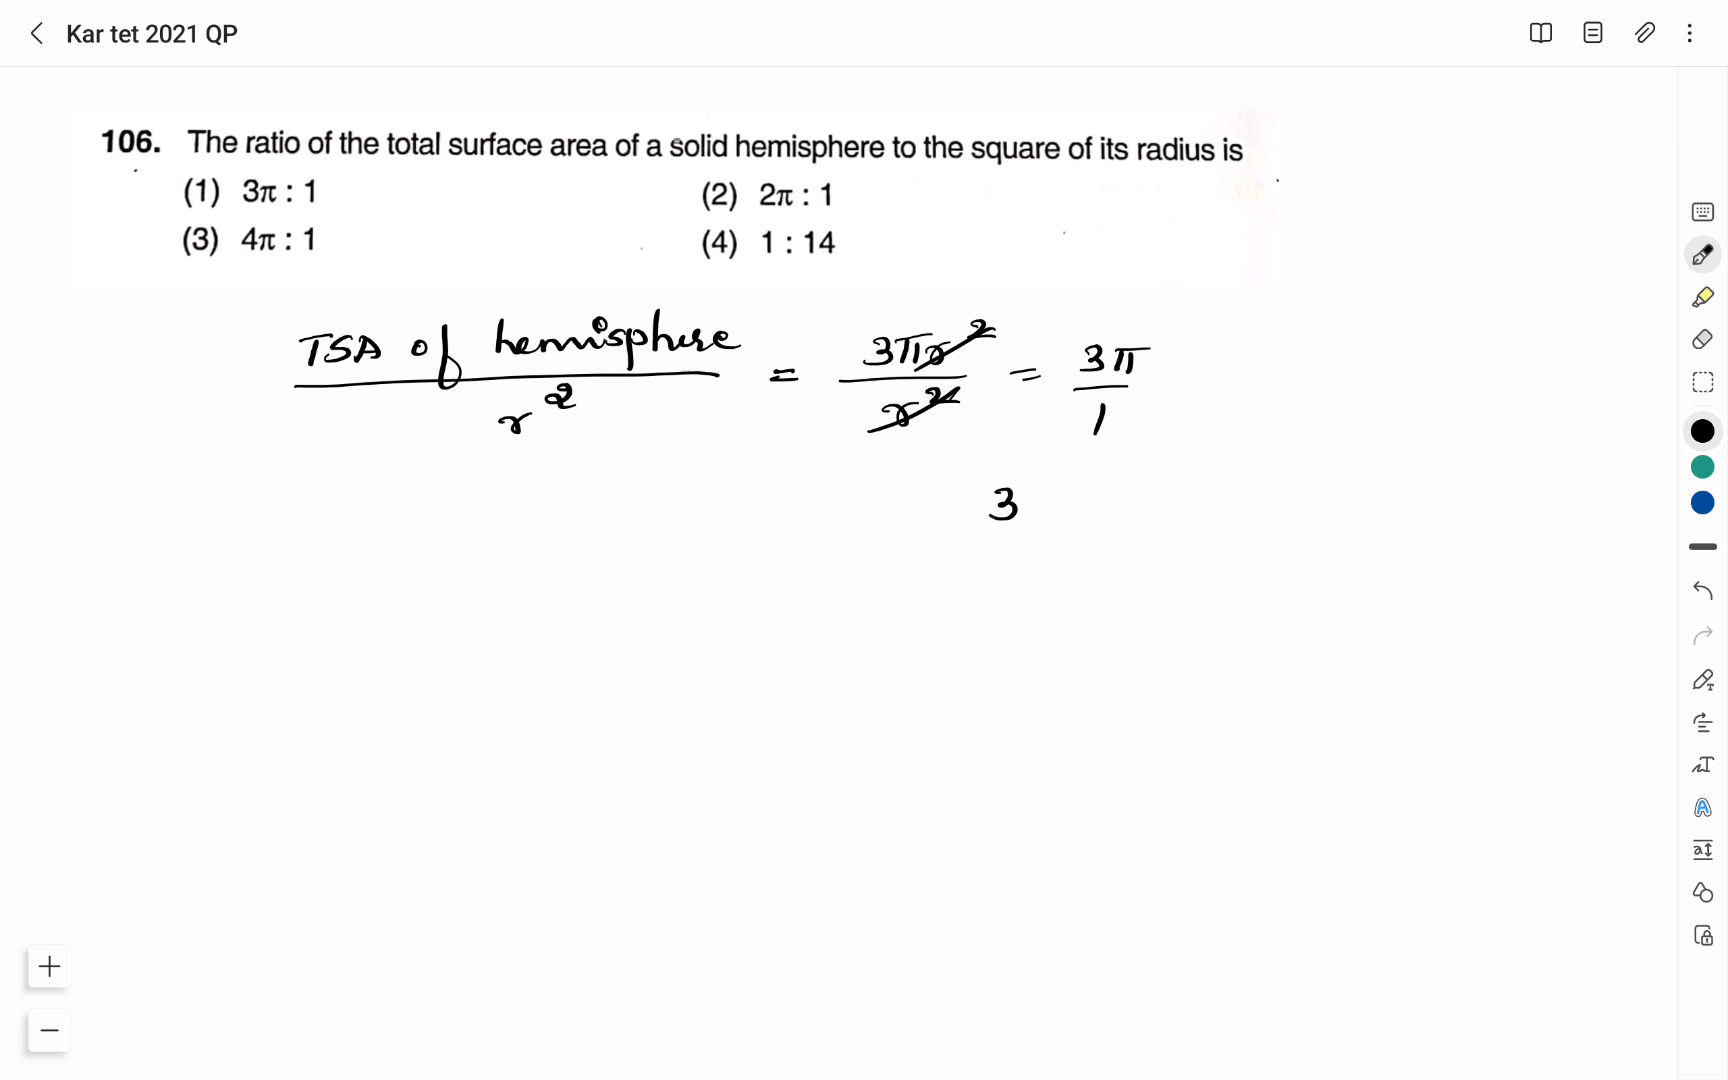 Kar tet 2021 QP
106. The ratio of the total surface area of a solid hemisphere to the square of its radius is
(1) 3π : 1 (2) 2π : 1
(3) 4π : 1 (4) 1 : 14
TSA of hemisphere / r² = 3πr² / r² = 3π / 1
3